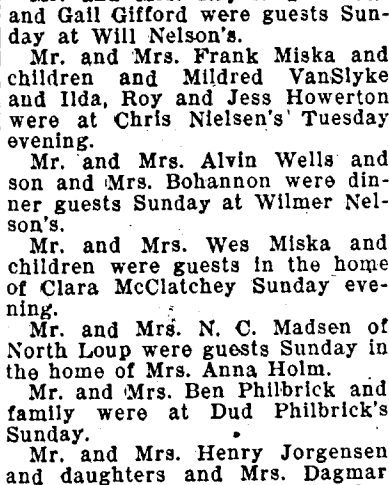 and Gail Gifford were guests Sun-
day at Will Nelson's.
Mr. and Mrs. Frank Miska and
children and Mildred VanSlyke
and Ilda, Roy and Jess Howerton
were at Chris Nielsen's Tuesday
evening.
Mr. and Mrs. Alvin Wells and
son and Mrs. Bohannon were din-
ner guests Sunday at Wilmer Nel-
son's.
Mr. and Mrs. Wes Miska and
children were guests in the home
of Clara McClatchey Sunday eve-
ning.
Mr. and Mrs. N. C. Madsen of
North Loup were guests Sunday in
the home of Mrs. Anna Holm.
Mr. and Mrs. Ben Philbrick and
family were at Dud Philbrick's
Sunday.
Mr. and Mrs. Henry Jorgensen
and daughters and Mrs. Dagmar